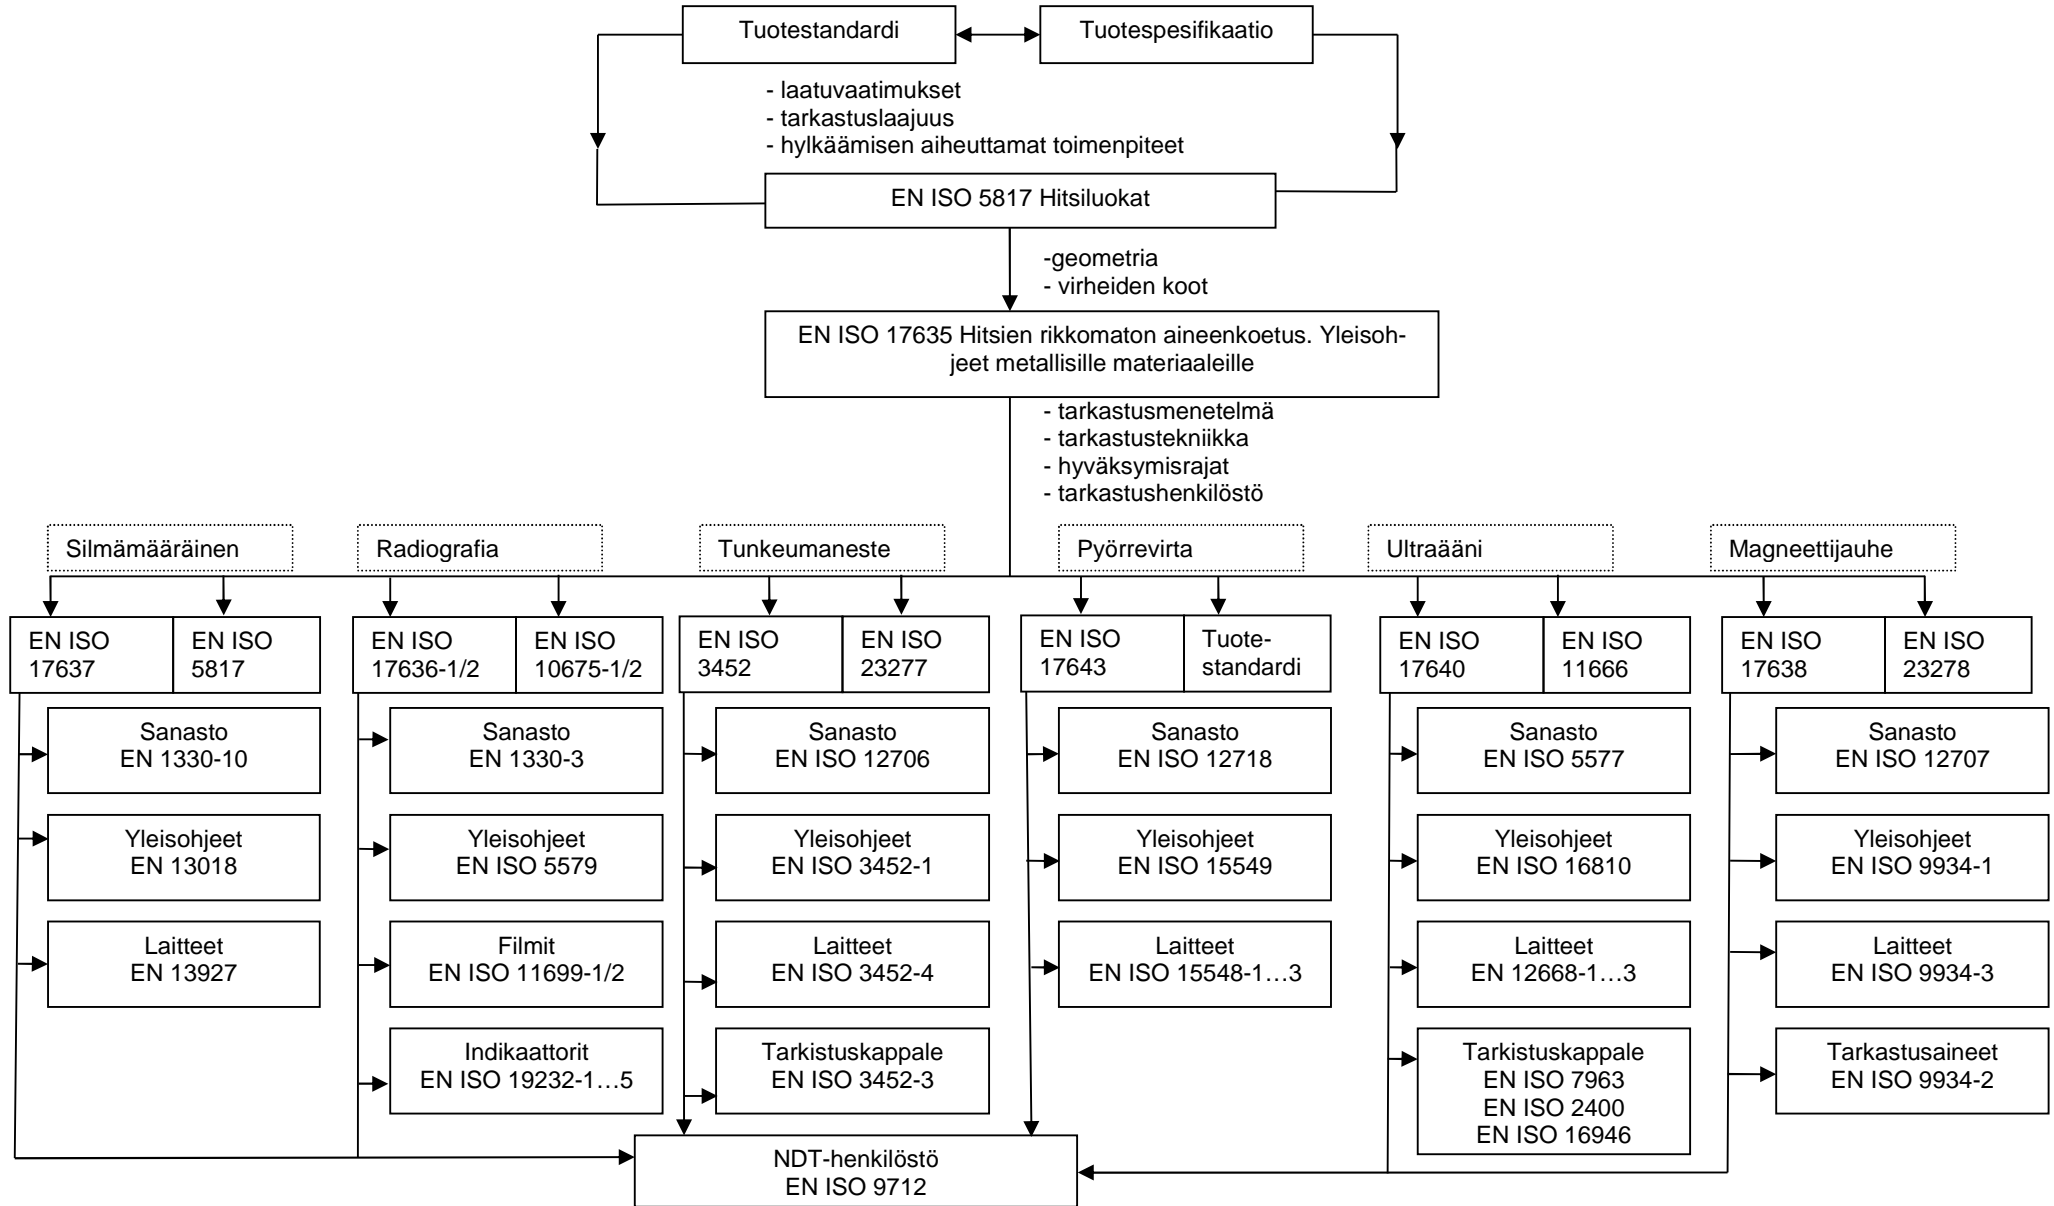 Tuotestandardi
Tuotespesifikaatio
- laatuvaatimukset
- tarkastuslaajuus
- hylkäämisen aiheuttamat toimenpiteet
EN ISO 5817 Hitsiluokat
-geometria
- virheiden koot
EN ISO 17635 Hitsien rikkomaton aineenkoetus. Yleisoh-
jeet metallisille materiaaleille
- tarkastusmenetelmä
- tarkastustekniikka
- hyväksymisrajat
- tarkastushenkilöstö
Silmämääräinen
Radiografia
Tunkeumaneste
Pyörrevirta
Ultraääni
Magneettijauhe
EN ISO
17637
EN ISO
5817
EN ISO
17636-1/2
EN ISO
10675-1/2
EN ISO
3452
EN ISO
23277
EN ISO
17643
Tuote-
standardi
EN ISO
17640
EN ISO
11666
EN ISO
17638
EN ISO
23278
Sanasto
EN 1330-10
Sanasto
EN 1330-3
Sanasto
EN ISO 12706
Sanasto
EN ISO 12718
Sanasto
EN ISO 5577
Sanasto
EN ISO 12707
Yleisohjeet
EN 13018
Yleisohjeet
EN ISO 5579
Yleisohjeet
EN ISO 3452-1
Yleisohjeet
EN ISO 15549
Yleisohjeet
EN ISO 16810
Yleisohjeet
EN ISO 9934-1
Laitteet
EN 13927
Filmit
EN ISO 11699-1/2
Laitteet
EN ISO 3452-4
Laitteet
EN ISO 15548-1…3
Laitteet
EN 12668-1…3
Laitteet
EN ISO 9934-3
Indikaattorit
EN ISO 19232-1…5
Tarkistuskappale
EN ISO 3452-3
Tarkistuskappale
EN ISO 7963
EN ISO 2400
EN ISO 16946
Tarkastusaineet
EN ISO 9934-2
NDT-henkilöstö
EN ISO 9712